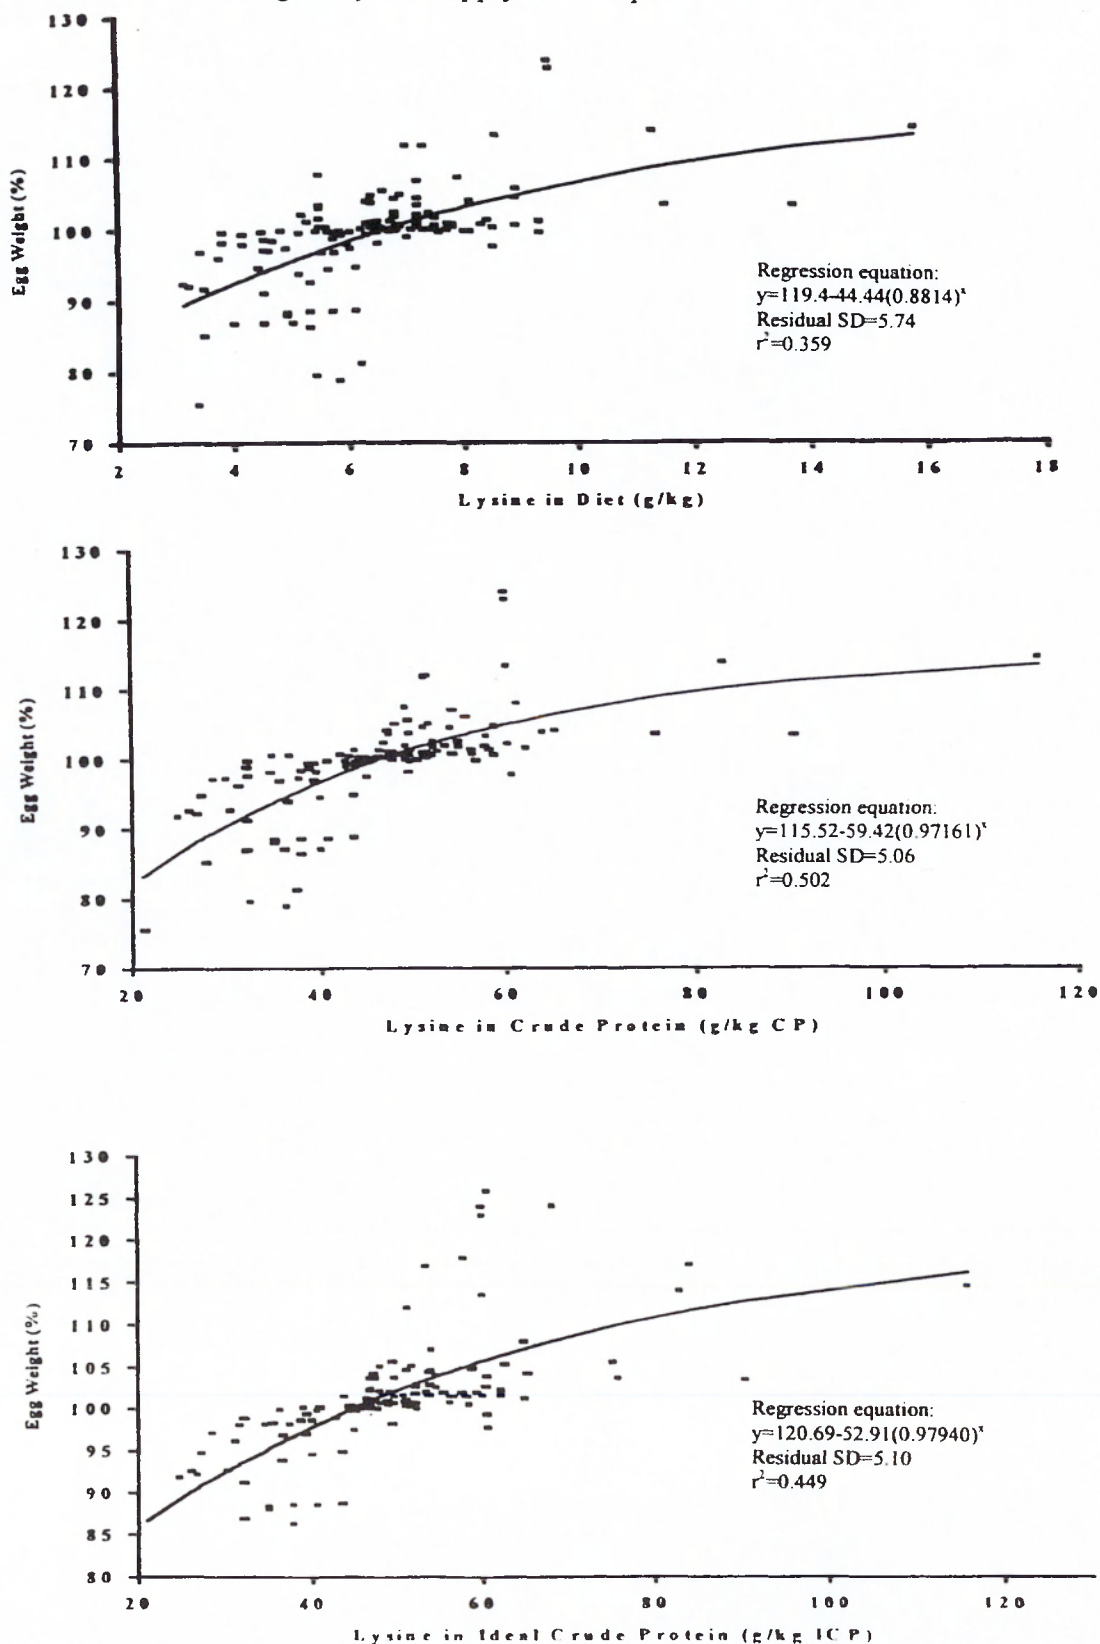 130
120
110
100
90
80
70
Egg Weight (%)
Regression equation:
y=119.4-44.44(0.8814)ˣ
Residual SD=5.74
r²=0.359
2 4 6 8 10 12 14 16 18
Lysine in Diet (g/kg)
130
120
110
100
90
80
70
Egg Weight (%)
Regression equation:
y=115.52-59.42(0.97161)ˣ
Residual SD=5.06
r²=0.502
20 40 60 80 100 120
Lysine in Crude Protein (g/kg CP)
130
125
120
115
110
105
100
95
90
85
80
Egg Weight (%)
Regression equation:
y=120.69-52.91(0.97940)ˣ
Residual SD=5.10
r²=0.449
20 40 60 80 100 120
Lysine in Ideal Crude Protein (g/kg ICP)